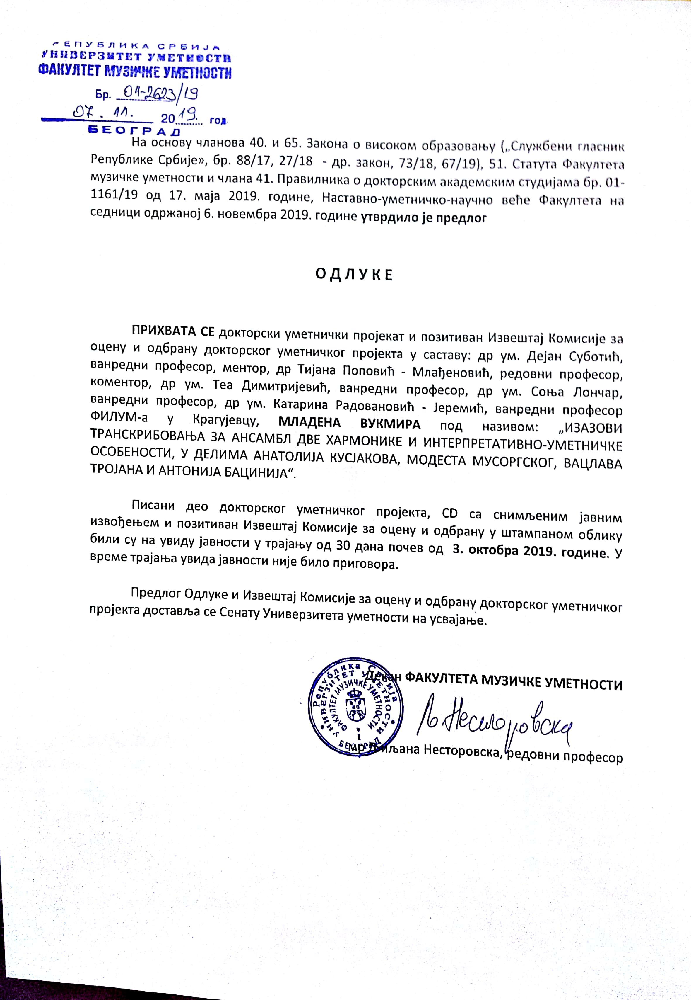 РЕПУБЛИКА СРБИЈА
УНИВЕРЗИТЕТ УМЕТНОСТИ
ФАКУЛТЕТ МУЗИЧКЕ УМЕТНОСТИ
Бр. 01-2623/19
07. 11. 2019. год.
БЕОГРАД
На основу чланова 40. и 65. Закона о високом образовању („Службени гласник
Републике Србије», бр. 88/17, 27/18 - др. закон, 73/18, 67/19), 51. Статута Факултета
музичке уметности и члана 41. Правилника о докторским академским студијама бр. 01-
1161/19 од 17. маја 2019. године, Наставно-уметничко-научно веће Факултета на
седници одржаној 6. новембра 2019. године утврдило је предлог
О Д Л У К Е
ПРИХВАТА СЕ докторски уметнички пројекат и позитиван Извештај Комисије за
оцену и одбрану докторског уметничког пројекта у саставу: др ум. Дејан Суботић,
ванредни професор, ментор, др Тијана Поповић - Млађеновић, редовни професор,
коментор, др ум. Теа Димитријевић, ванредни професор, др ум. Соња Лончар,
ванредни професор, др ум. Катарина Радовановић - Јеремић, ванредни професор
ФИЛУМ-а у Крагујевцу, МЛАДЕНА ВУКМИРА под називом: „ИЗАЗОВИ
ТРАНСКРИБОВАЊА ЗА АНСАМБЛ ДВЕ ХАРМОНИКЕ И ИНТЕРПРЕТАТИВНО-УМЕТНИЧКЕ
ОСОБЕНОСТИ, У ДЕЛИМА АНАТОЛИЈА КУСЈАКОВА, МОДЕСТА МУСОРГСКОГ, ВАЦЛАВА
ТРОЈАНА И АНТОНИЈА БАЦИНИЈА“.
Писани део докторског уметничког пројекта, CD са снимљеним јавним
извођењем и позитиван Извештај Комисије за оцену и одбрану у штампаном облику
били су на увиду јавности у трајању од 30 дана почев од 3. октобра 2019. године. У
време трајања увида јавности није било приговора.
Предлог Одлуке и Извештај Комисије за оцену и одбрану докторског уметничког
пројекта доставља се Сенату Универзитета уметности на усвајање.
Република Србија
УНИВЕРЗИТЕТ УМЕТНОСТИ
ФАКУЛТЕТ МУЗИЧКЕ УМЕТНОСТИ
1
БЕОГРАД
Декан ФАКУЛТЕТА МУЗИЧКЕ УМЕТНОСТИ
Љ Несторовска
мр Љиљана Несторовска, редовни професор